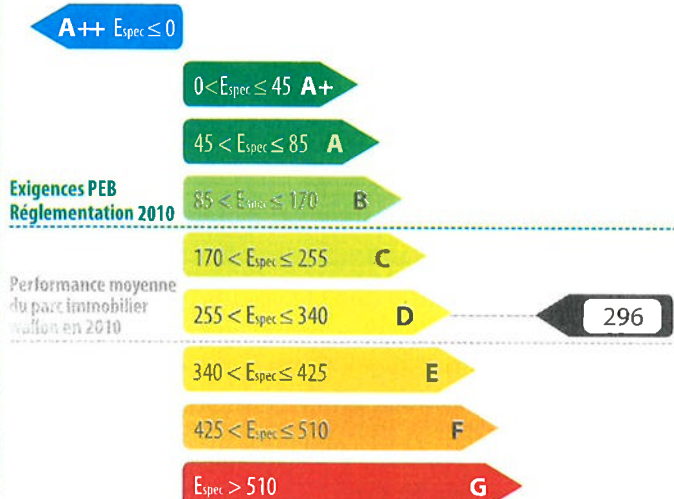 A++ Espec ≤ 0
0 < Espec ≤ 45 A+
45 < Espec ≤ 85 A
Exigences PEB
Réglementation 2010
85 < Espec ≤ 170 B
170 < Espec ≤ 255 C
Performance moyenne
du parc immobilier
wallon en 2010
255 < Espec ≤ 340 D
296
340 < Espec ≤ 425 E
425 < Espec ≤ 510 F
Espec > 510 G